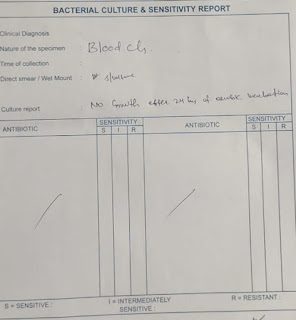 BACTERIAL CULTURE & SENSITIVITY REPORT
Clinical Diagnosis
Nature of the specimen : Blood c/s.
Time of collection :
Direct smear / Wet Mount :
Culture report : No Growth after 24 hrs of aerobic incubation
ANTIBIOTIC SENSITIVITY ANTIBIOTIC SENSITIVITY
S I R S I R
S = SENSITIVE : I = INTERMEDIATELY SENSITIVE : R = RESISTANT :